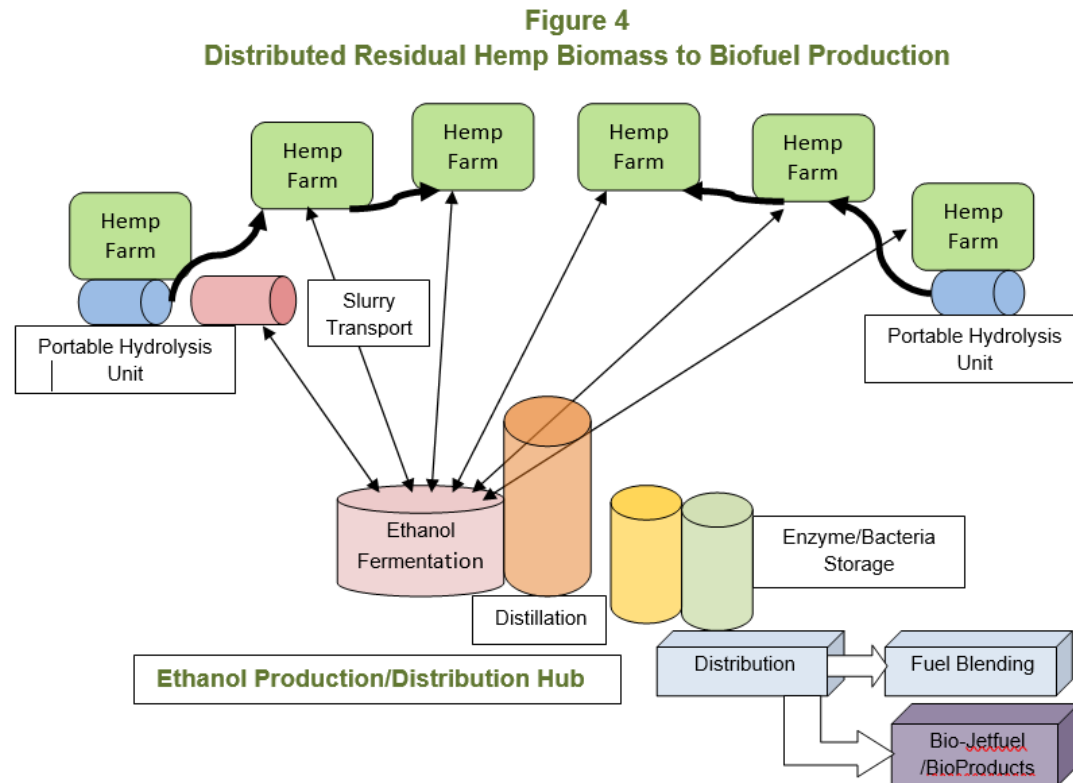 Figure 4
Distributed Residual Hemp Biomass to Biofuel Production
Hemp
Farm
Hemp
Farm
Hemp
Farm
Hemp
Farm
Hemp
Farm
Hemp
Farm
Slurry
Transport
Portable Hydrolysis
Unit
Portable Hydrolysis
Unit
Ethanol
Fermentation
Enzyme/Bacteria
Storage
Distillation
Ethanol Production/Distribution Hub
Distribution
Fuel Blending
Bio-Jetfuel
/BioProducts